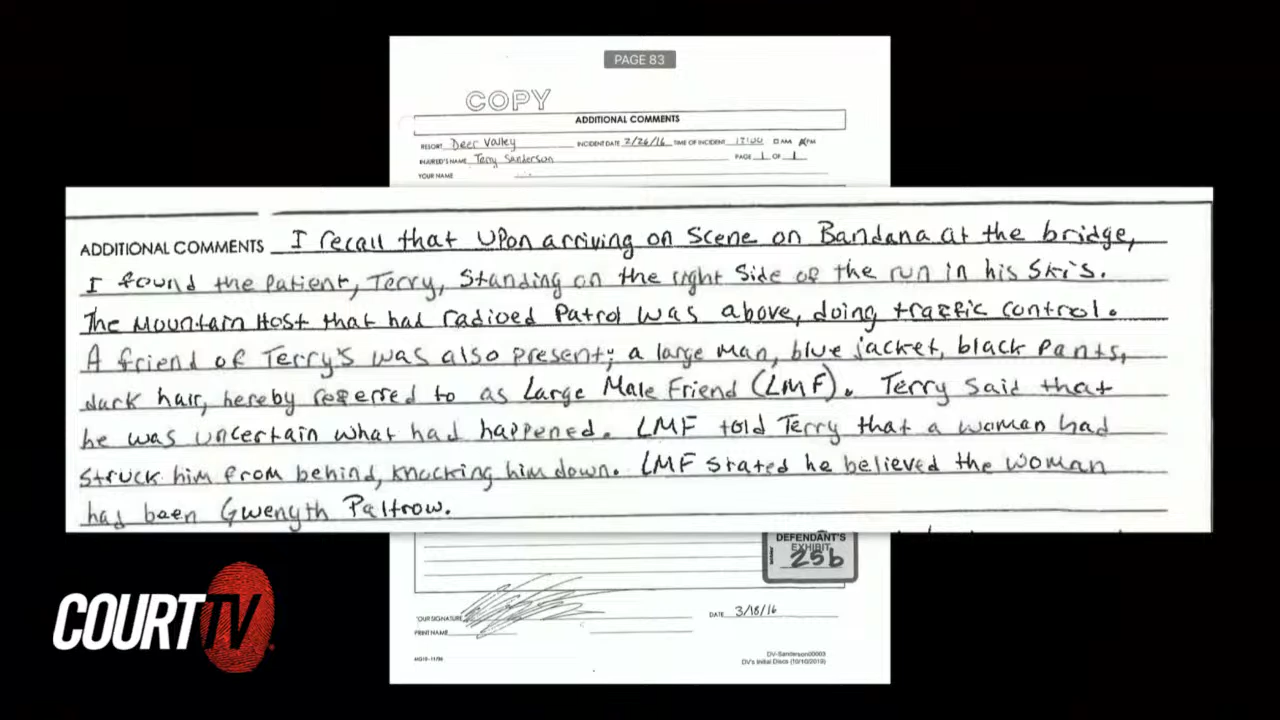 PAGE 83
COPY
ADDITIONAL COMMENTS
RESORT Deer Valley INCIDENT DATE 2/26/16 TIME OF INCIDENT 12:00 AM PM
INJURED'S NAME Terry Sanderson PAGE 1 OF 1
YOUR NAME
ADDITIONAL COMMENTS I recall that upon arriving on scene on Bandana at the bridge,
I found the patient, Terry, standing on the right side of the run in his skis.
The Mountain Host that had radioed Patrol was above, doing traffic control.
A friend of Terry's was also present; a large man, blue jacket, black pants,
dark hair, hereby referred to as Large Male Friend (LMF). Terry said that
he was uncertain what had happened. LMF told Terry that a woman had
struck him from behind, knocking him down. LMF stated he believed the woman
had been Gwenyth Paltrow.
DEFENDANT'S
EXHIBIT
25b
YOUR SIGNATURE DATE 3/18/16
PRINT NAME
DV-Sanderson00003
DV's Initial Discs (10/10/2019)
COURT TV